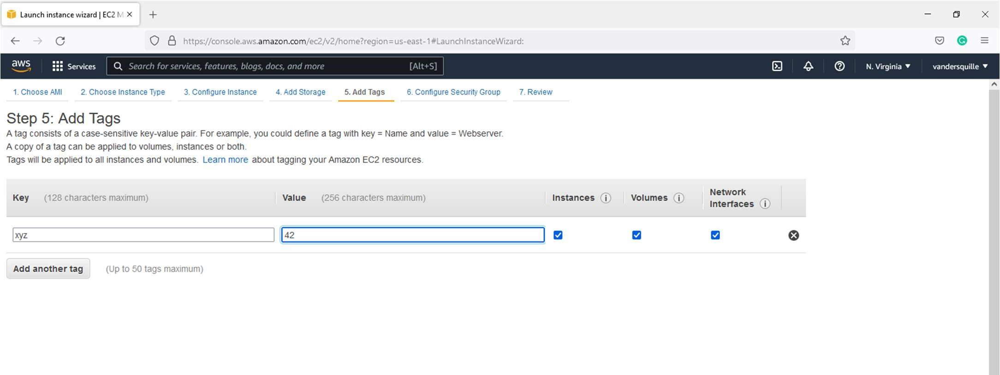 Launch instance wizard | EC2 M
https://console.aws.amazon.com/ec2/v2/home?region=us-east-1#LaunchInstanceWizard:
aws Services Search for services, features, blogs, docs, and more [Alt+S] N. Virginia vandersquille
1. Choose AMI 2. Choose Instance Type 3. Configure Instance 4. Add Storage 5. Add Tags 6. Configure Security Group 7. Review
Step 5: Add Tags
A tag consists of a case-sensitive key-value pair. For example, you could define a tag with key = Name and value = Webserver.
A copy of a tag can be applied to volumes, instances or both.
Tags will be applied to all instances and volumes. Learn more about tagging your Amazon EC2 resources.
Key (128 characters maximum) Value (256 characters maximum) Instances i Volumes i Network Interfaces i
xyz 42
Add another tag (Up to 50 tags maximum)